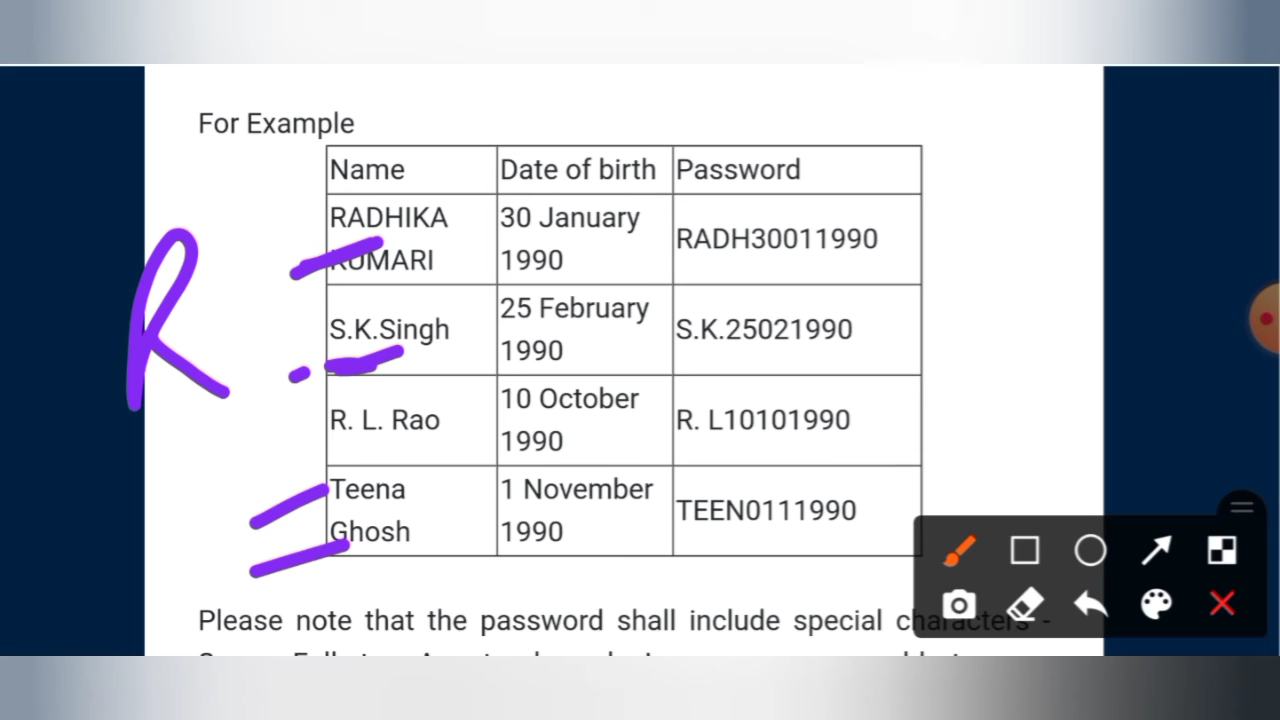 For Example
Name Date of birth Password
RADHIKA KUMARI 30 January 1990 RADH30011990
S.K.Singh 25 February 1990 S.K.25021990
R. L. Rao 10 October 1990 R. L10101990
Teena Ghosh 1 November 1990 TEEN0111990
R
Please note that the password shall include special characters -